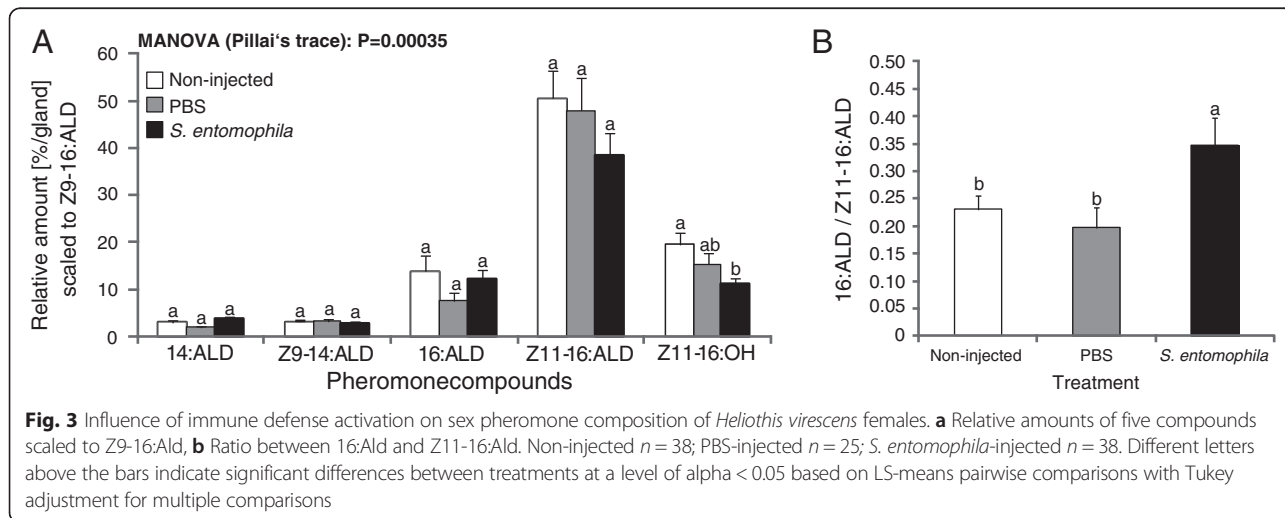 A
MANOVA (Pillai's trace): P=0.00035
Non-injected
PBS
S. entomophila
Relative amount [%/gland]
scaled to Z9-16:ALD
60
50
40
30
20
10
0
a a a
a a a
a a a
a a a
a ab b
14:ALD Z9-14:ALD 16:ALD Z11-16:ALD Z11-16:OH
Pheromonecompounds
B
16:ALD / Z11-16:ALD
0.50
0.45
0.40
0.35
0.30
0.25
0.20
0.15
0.10
0.05
0
b b a
Non-injected PBS S. entomophila
Treatment
Fig. 3 Influence of immune defense activation on sex pheromone composition of Heliothis virescens females. a Relative amounts of five compounds
scaled to Z9-16:Ald, b Ratio between 16:Ald and Z11-16:Ald. Non-injected n = 38; PBS-injected n = 25; S. entomophila-injected n = 38. Different letters
above the bars indicate significant differences between treatments at a level of alpha < 0.05 based on LS-means pairwise comparisons with Tukey
adjustment for multiple comparisons